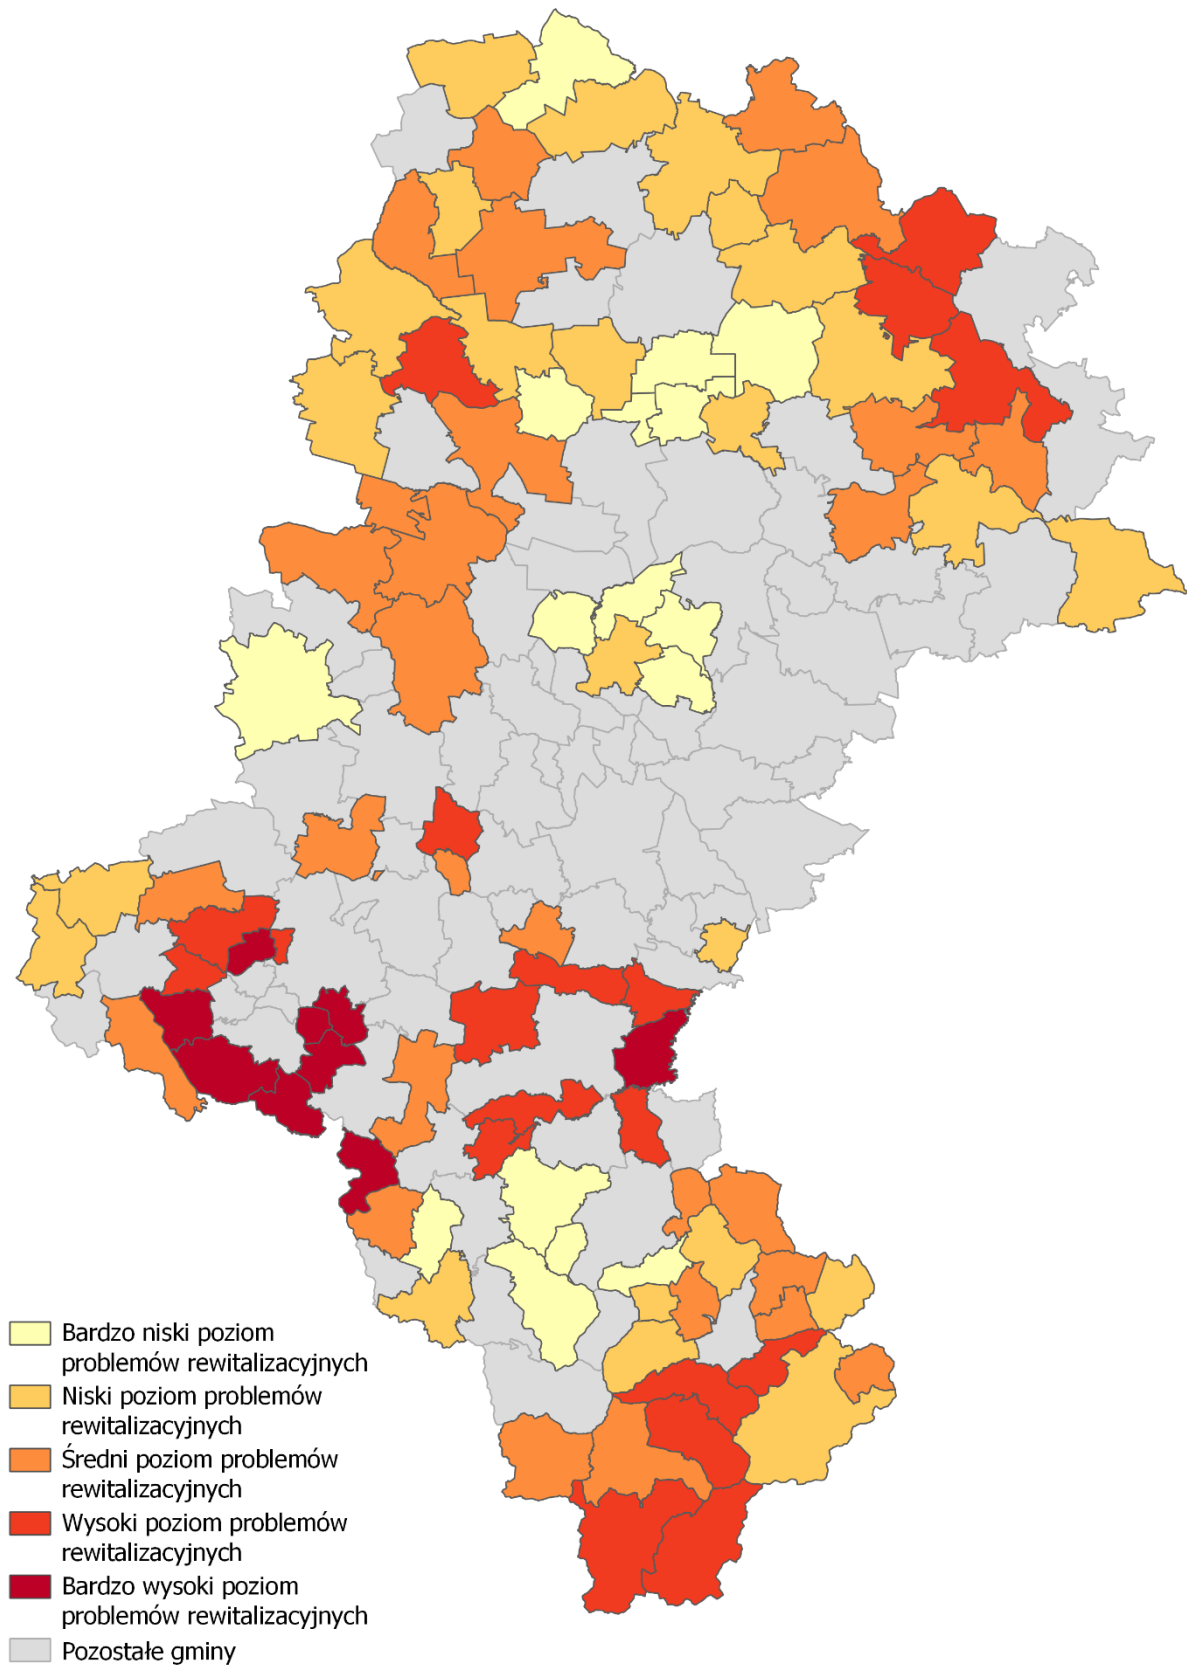 Bardzo niski poziom
problemów rewitalizacyjnych
Niski poziom problemów
rewitalizacyjnych
Średni poziom problemów
rewitalizacyjnych
Wysoki poziom problemów
rewitalizacyjnych
Bardzo wysoki poziom
problemów rewitalizacyjnych
Pozostałe gminy